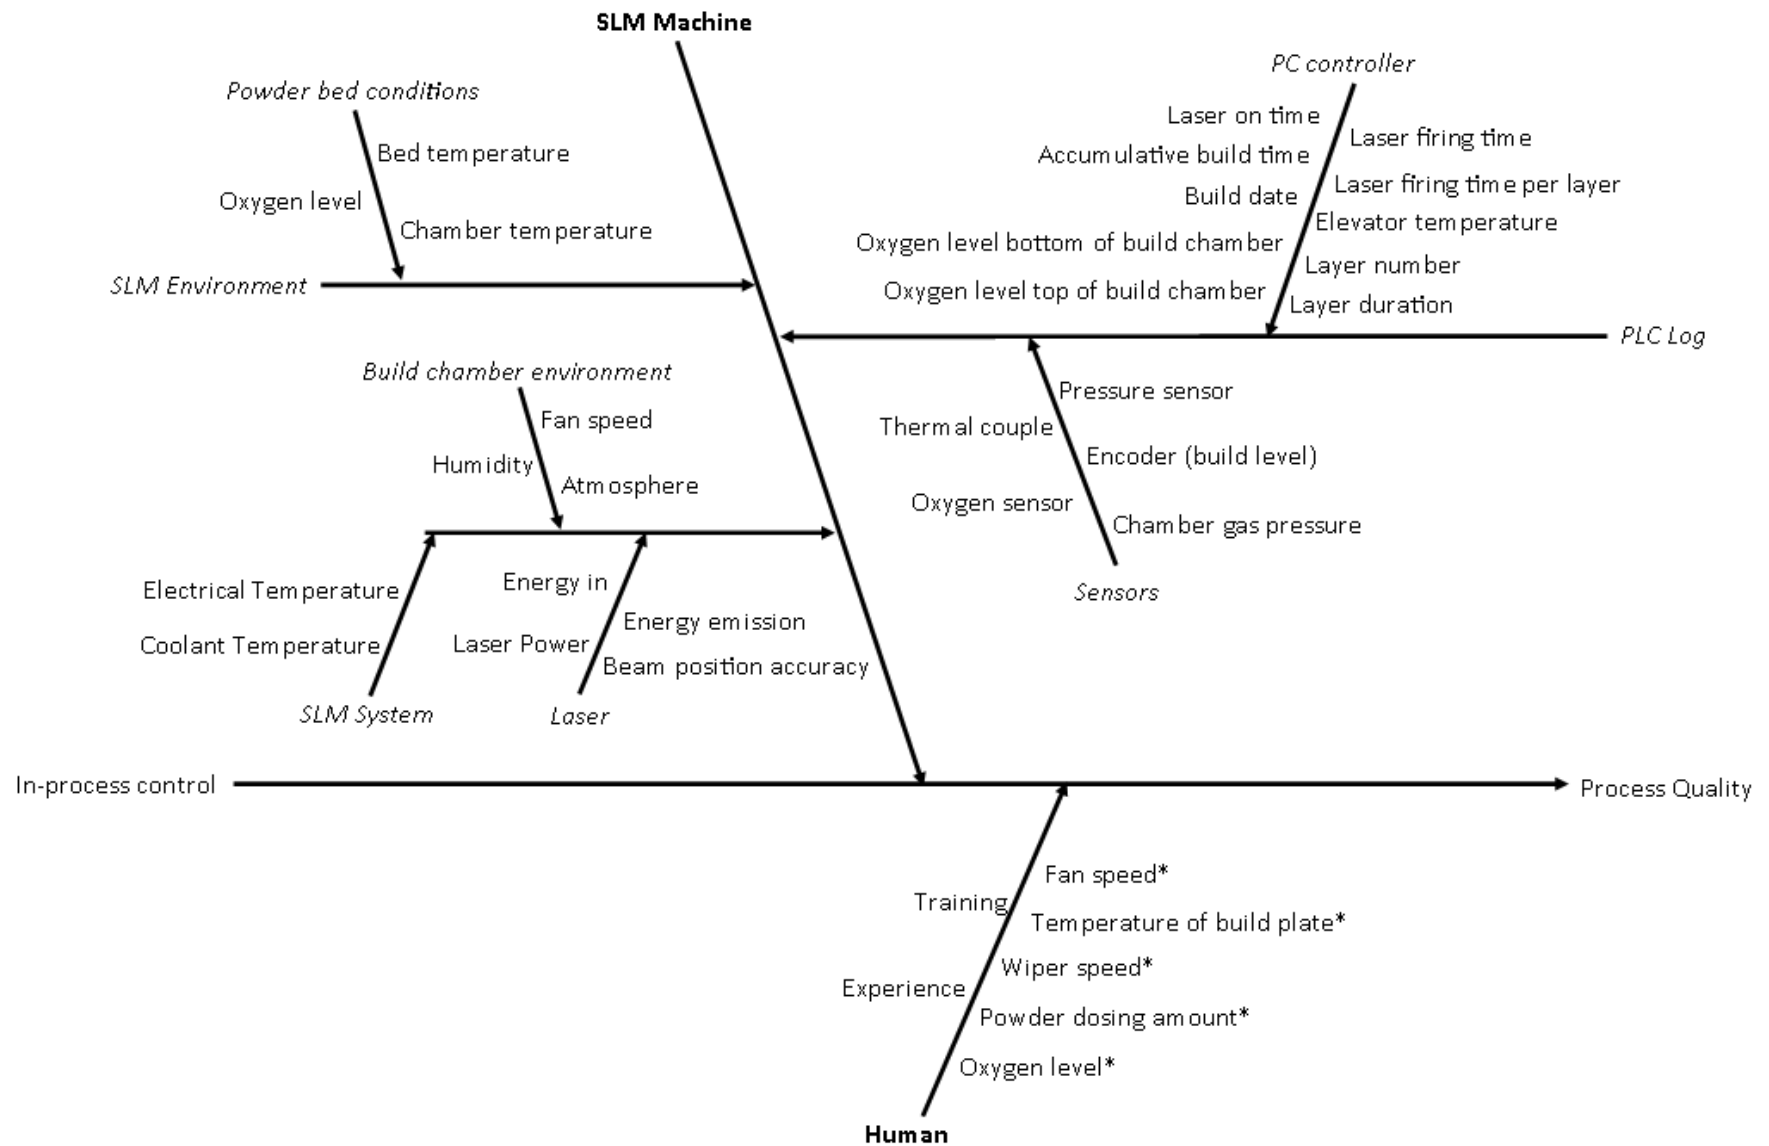 SLM Machine
Powder bed conditions
Bed temperature
Oxygen level
Chamber temperature
SLM Environment
PC controller
Laser on time
Laser firing time
Accumulative build time
Laser firing time per layer
Build date
Elevator temperature
Oxygen level bottom of build chamber
Layer number
Oxygen level top of build chamber
Layer duration
PLC Log
Build chamber environment
Fan speed
Humidity
Atmosphere
Pressure sensor
Thermal couple
Encoder (build level)
Oxygen sensor
Chamber gas pressure
Sensors
Electrical Temperature
Coolant Temperature
SLM System
Energy in
Energy emission
Laser Power
Beam position accuracy
Laser
In-process control
Process Quality
Fan speed*
Training
Temperature of build plate*
Wiper speed*
Experience
Powder dosing amount*
Oxygen level*
Human